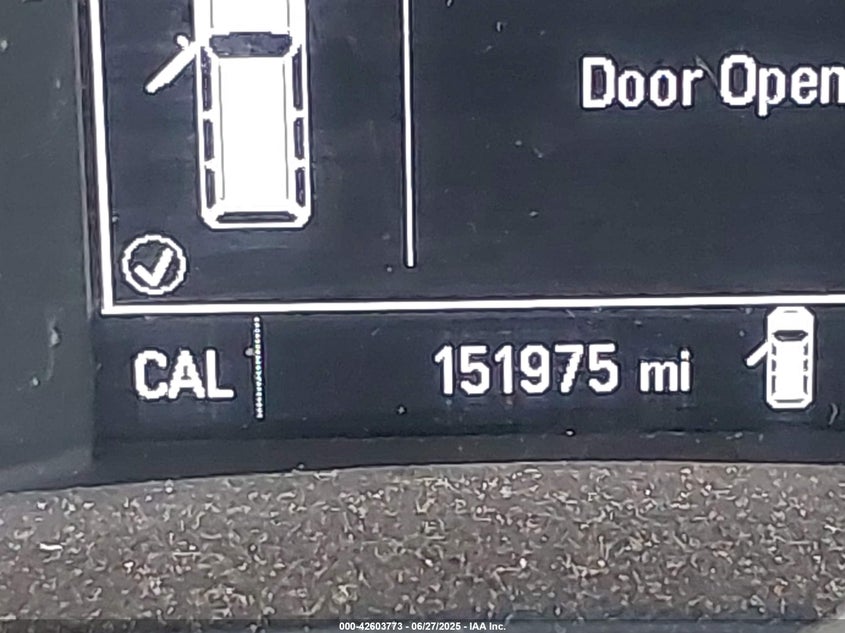 Door Open
CAL
151975 mi
000-42603773 - 06/27/2025 - IAA Inc.